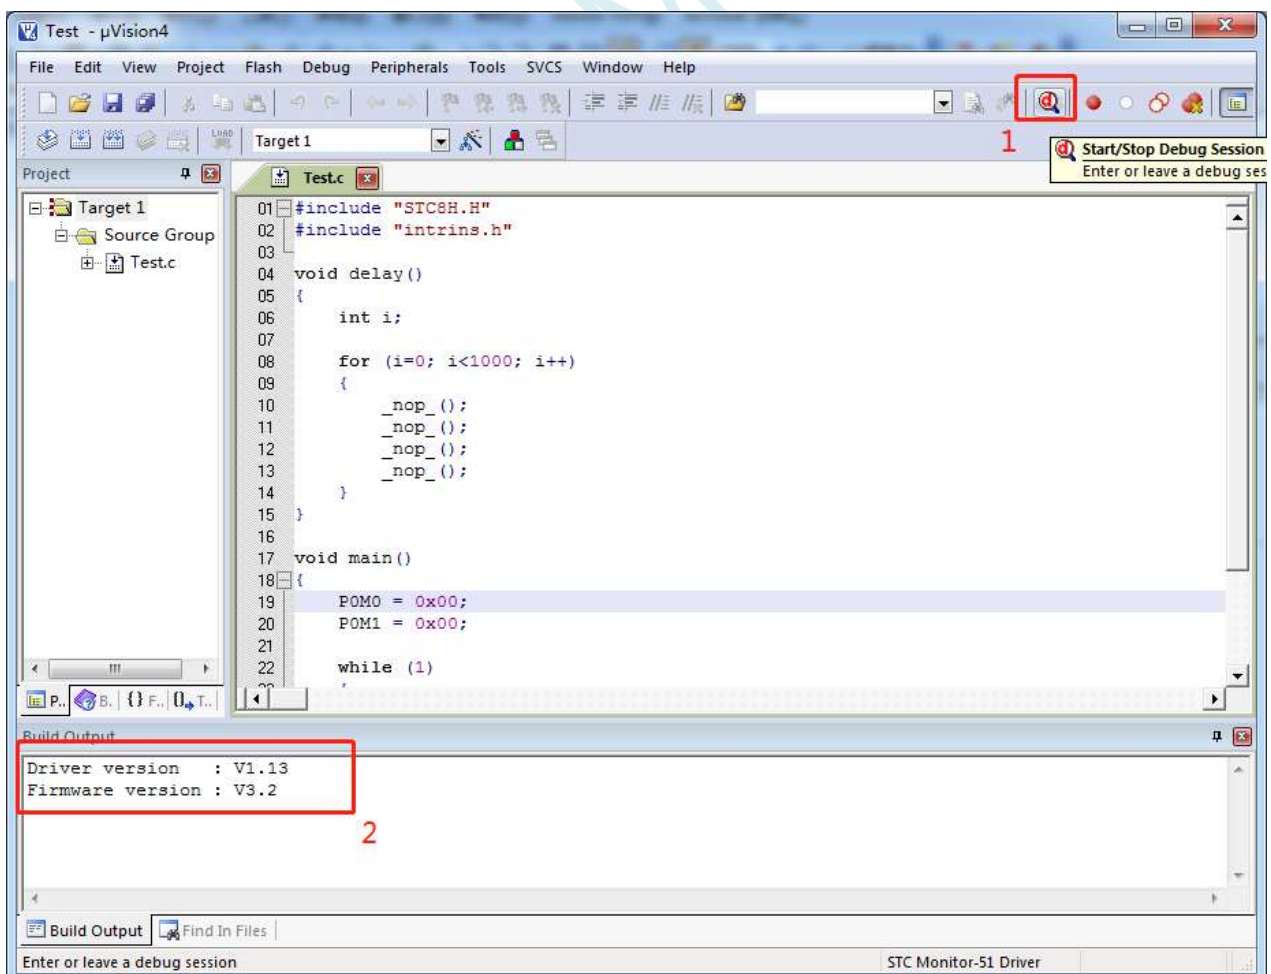 Test - µVision4
File Edit View Project Flash Debug Peripherals Tools SVCS Window Help
Target 1
1
Start/Stop Debug Session
Enter or leave a debug ses
Project
Test.c
Target 1
Source Group
Test.c
01 #include "STC8H.H"
02 #include "intrins.h"
03
04 void delay()
05 {
06 int i;
07
08 for (i=0; i<1000; i++)
09 {
10 _nop_();
11 _nop_();
12 _nop_();
13 _nop_();
14 }
15 }
16
17 void main()
18 {
19 P0M0 = 0x00;
20 P0M1 = 0x00;
21
22 while (1)
P.. B. {} F.. 0 T..
Build Output
Driver version : V1.13
Firmware version : V3.2
2
Build Output Find In Files
Enter or leave a debug session STC Monitor-51 Driver